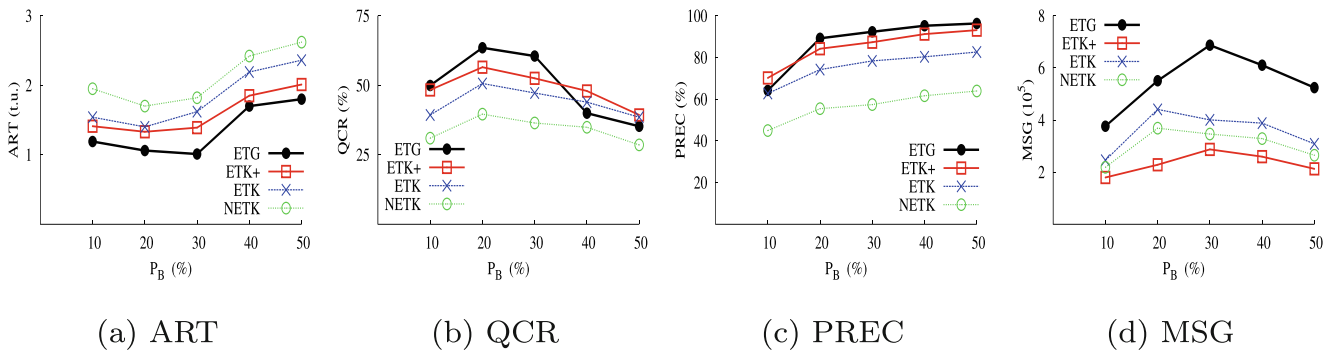 3
2
1
ART (t.u.)
ETG
ETK+
ETK
NETK
10 20 30 40 50
P_B (%)
(a) ART
75
50
25
QCR (%)
ETG
ETK+
ETK
NETK
10 20 30 40 50
P_B (%)
(b) QCR
100
80
60
40
20
PREC (%)
ETG
ETK+
ETK
NETK
10 20 30 40 50
P_B (%)
(c) PREC
8
6
4
2
MSG (10^5)
ETG
ETK+
ETK
NETK
10 20 30 40 50
P_B (%)
(d) MSG